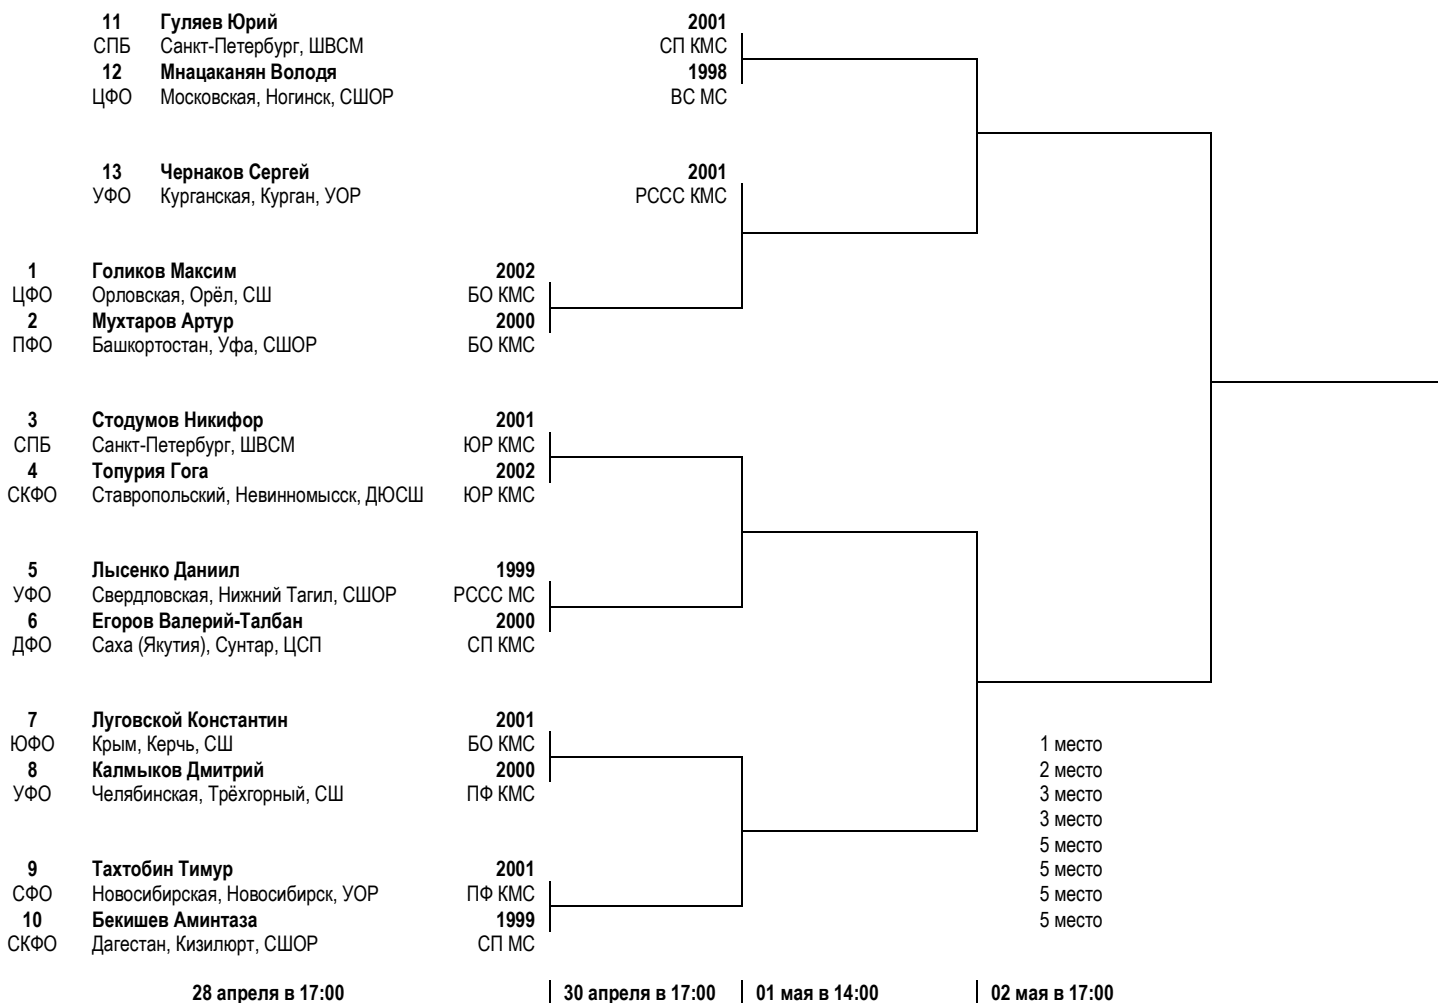 11 Гуляев Юрий 2001
СПБ Санкт-Петербург, ШВСМ СП КМС
12 Мнацаканян Володя 1998
ЦФО Московская, Ногинск, СШОР ВС МС
13 Чернаков Сергей 2001
УФО Курганская, Курган, УОР РССС КМС
1 Голиков Максим 2002
ЦФО Орловская, Орёл, СШ БО КМС
2 Мухтаров Артур 2000
ПФО Башкортостан, Уфа, СШОР БО КМС
3 Стодумов Никифор 2001
СПБ Санкт-Петербург, ШВСМ ЮР КМС
4 Топурия Гога 2002
СКФО Ставропольский, Невинномысск, ДЮСШ ЮР КМС
5 Лысенко Даниил 1999
УФО Свердловская, Нижний Тагил, СШОР РССС МС
6 Егоров Валерий-Талбан 2000
ДФО Саха (Якутия), Сунтар, ЦСП СП КМС
7 Луговской Константин 2001
ЮФО Крым, Керчь, СШ БО КМС
8 Калмыков Дмитрий 2000
УФО Челябинская, Трёхгорный, СШ ПФ КМС
9 Тахтобин Тимур 2001
СФО Новосибирская, Новосибирск, УОР ПФ КМС
10 Бекишев Аминтаза 1999
СКФО Дагестан, Кизилюрт, СШОР СП МС
1 место
2 место
3 место
3 место
5 место
5 место
5 место
5 место
28 апреля в 17:00 30 апреля в 17:00 01 мая в 14:00 02 мая в 17:00